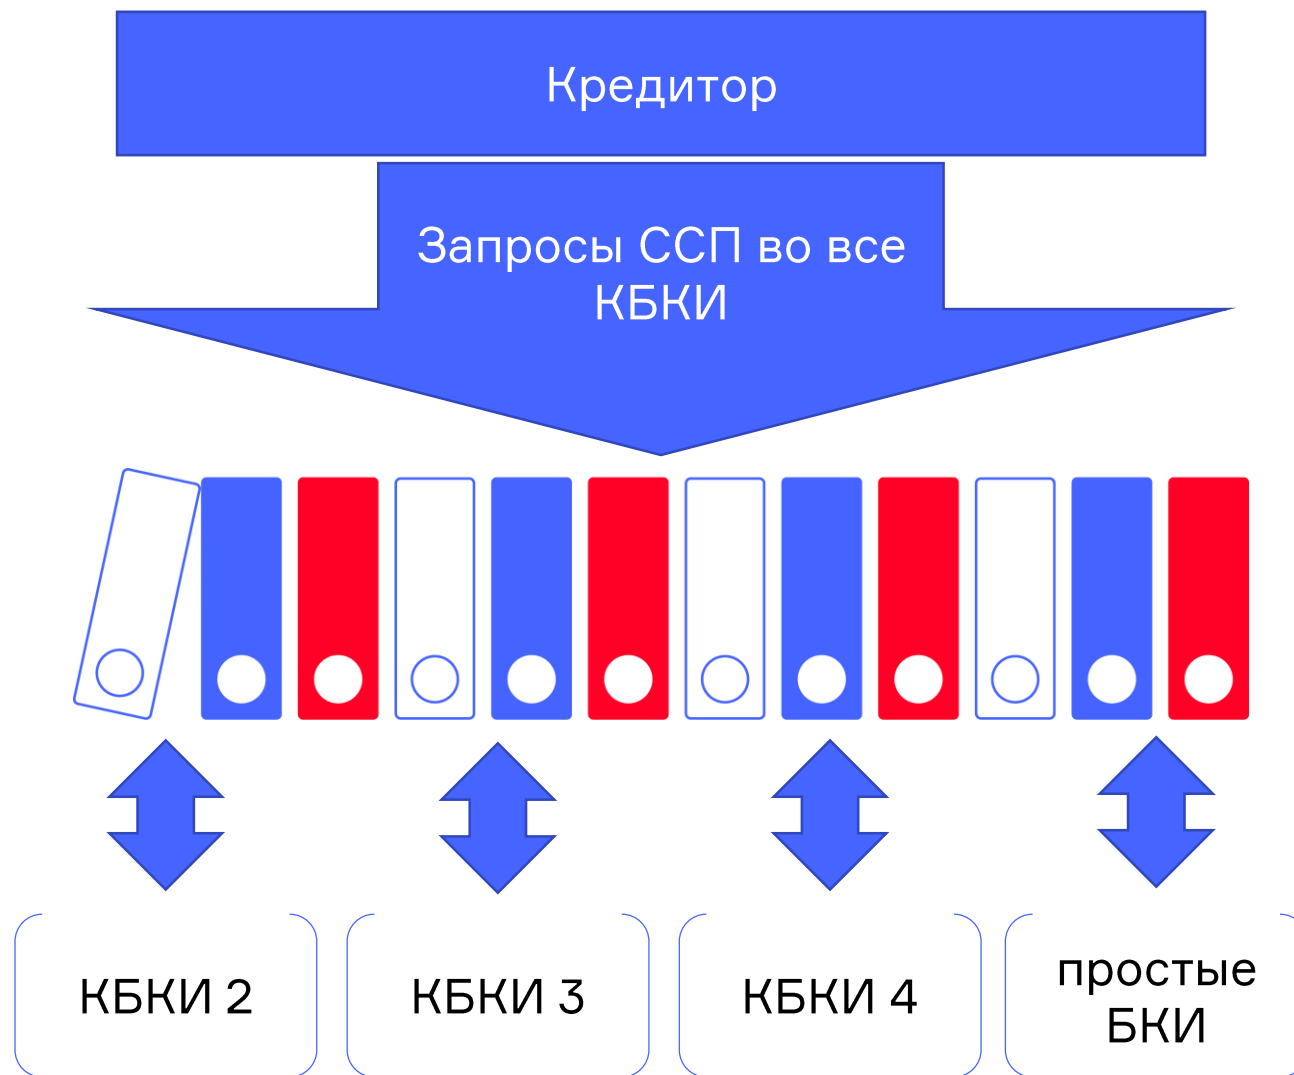 Кредитор
Запросы ССП во все
КБКИ
КБКИ 2
КБКИ 3
КБКИ 4
простые
БКИ